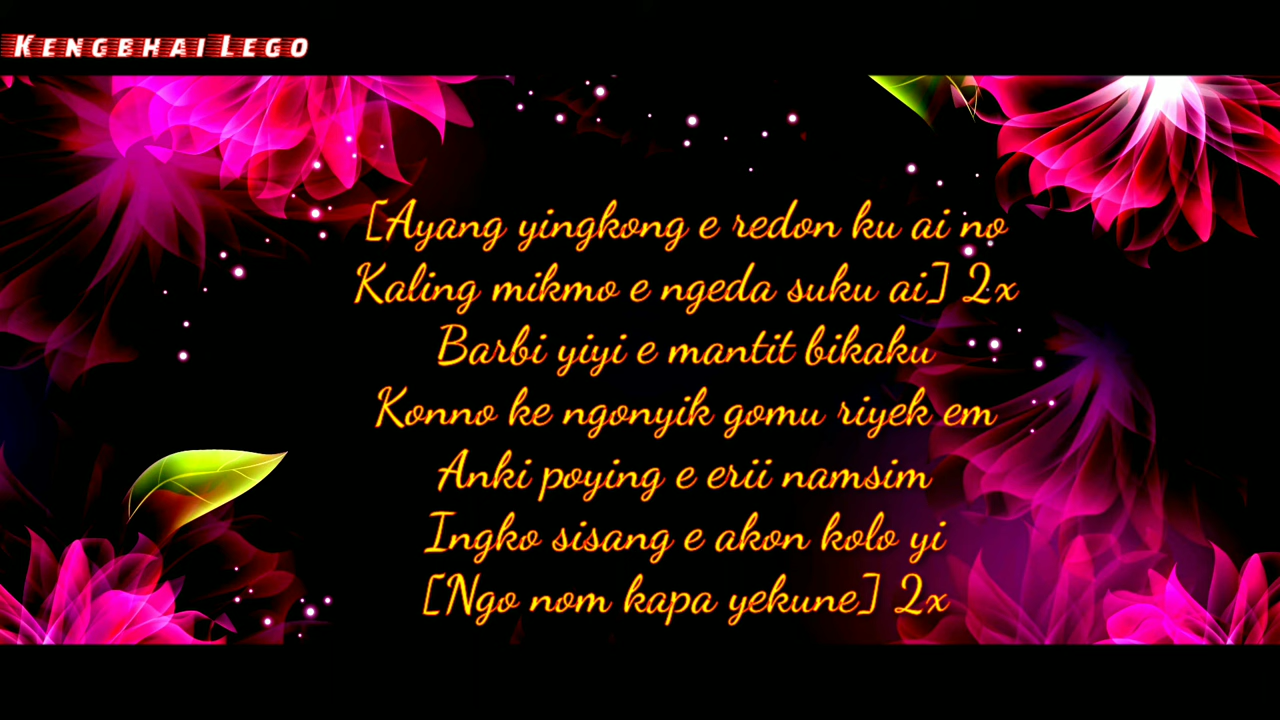 KENGBHAI LEGO
[Ayang yingkong e redon ku ai no
Kaling mikmo e ngeda suku ai] 2x
Barbi yiyi e mantit bikaku
Konno ke ngonyik gomu riyek em
Anki poying e erii namsim
Ingko sisang e akon kolo yi
[Ngo nom kapa yekune] 2x